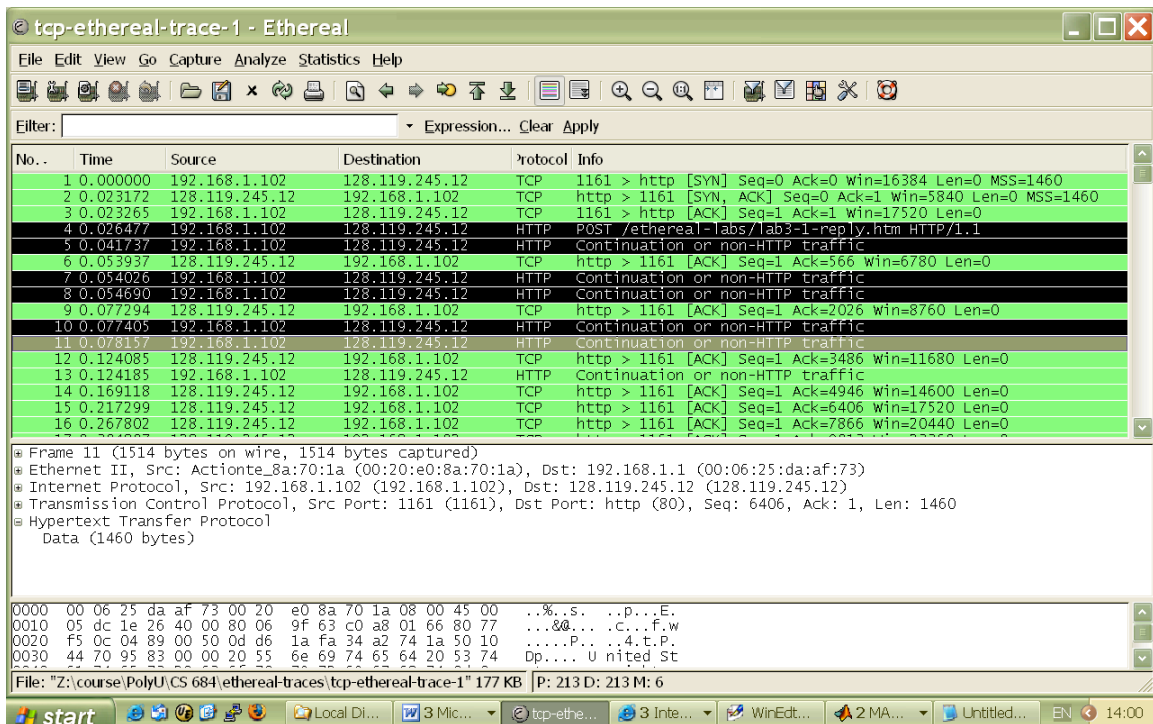 tcp-ethereal-trace-1 - Ethereal
File Edit View Go Capture Analyze Statistics Help
Filter: Expression... Clear Apply
No. . Time Source Destination Protocol Info
1 0.000000 192.168.1.102 128.119.245.12 TCP 1161 > http [SYN] Seq=0 Ack=0 Win=16384 Len=0 MSS=1460
2 0.023172 128.119.245.12 192.168.1.102 TCP http > 1161 [SYN, ACK] Seq=0 Ack=1 Win=5840 Len=0 MSS=1460
3 0.023265 192.168.1.102 128.119.245.12 TCP 1161 > http [ACK] Seq=1 Ack=1 Win=17520 Len=0
4 0.026477 192.168.1.102 128.119.245.12 HTTP POST /ethereal-labs/lab3-1-reply.htm HTTP/1.1
5 0.041737 192.168.1.102 128.119.245.12 HTTP Continuation or non-HTTP traffic
6 0.053937 128.119.245.12 192.168.1.102 TCP http > 1161 [ACK] Seq=1 Ack=566 Win=6780 Len=0
7 0.054026 192.168.1.102 128.119.245.12 HTTP Continuation or non-HTTP traffic
8 0.054690 192.168.1.102 128.119.245.12 HTTP Continuation or non-HTTP traffic
9 0.077294 128.119.245.12 192.168.1.102 TCP http > 1161 [ACK] Seq=1 Ack=2026 Win=8760 Len=0
10 0.077405 192.168.1.102 128.119.245.12 HTTP Continuation or non-HTTP traffic
11 0.078157 192.168.1.102 128.119.245.12 HTTP Continuation or non-HTTP traffic
12 0.124085 128.119.245.12 192.168.1.102 TCP http > 1161 [ACK] Seq=1 Ack=3486 Win=11680 Len=0
13 0.124185 192.168.1.102 128.119.245.12 HTTP Continuation or non-HTTP traffic
14 0.169118 128.119.245.12 192.168.1.102 TCP http > 1161 [ACK] Seq=1 Ack=4946 Win=14600 Len=0
15 0.217299 128.119.245.12 192.168.1.102 TCP http > 1161 [ACK] Seq=1 Ack=6406 Win=17520 Len=0
16 0.267802 128.119.245.12 192.168.1.102 TCP http > 1161 [ACK] Seq=1 Ack=7866 Win=20440 Len=0
Frame 11 (1514 bytes on wire, 1514 bytes captured)
Ethernet II, Src: Actionte_8a:70:1a (00:20:e0:8a:70:1a), Dst: 192.168.1.1 (00:06:25:da:af:73)
Internet Protocol, Src: 192.168.1.102 (192.168.1.102), Dst: 128.119.245.12 (128.119.245.12)
Transmission Control Protocol, Src Port: 1161 (1161), Dst Port: http (80), Seq: 6406, Ack: 1, Len: 1460
Hypertext Transfer Protocol
Data (1460 bytes)
0000 00 06 25 da af 73 00 20 e0 8a 70 1a 08 00 45 00 ..%..s. ..p...E.
0010 05 dc 1e 26 40 00 80 06 9f 63 c0 a8 01 66 80 77 ...&@... .c...f.w
0020 f5 0c 04 89 00 50 0d d6 1a fa 34 a2 74 1a 50 10 .....P.. ..4.t.P.
0030 44 70 95 83 00 00 20 55 6e 69 74 65 64 20 53 74 Dp.... U nited St
File: "Z:\course\PolyU\CS 684\ethereal-traces\tcp-ethereal-trace-1" 177 KB P: 213 D: 213 M: 6
start Local Di... 3 Mic... tcp-ethe... 3 Inte... WinEdt... 2 MA... Untitled... EN 14:00